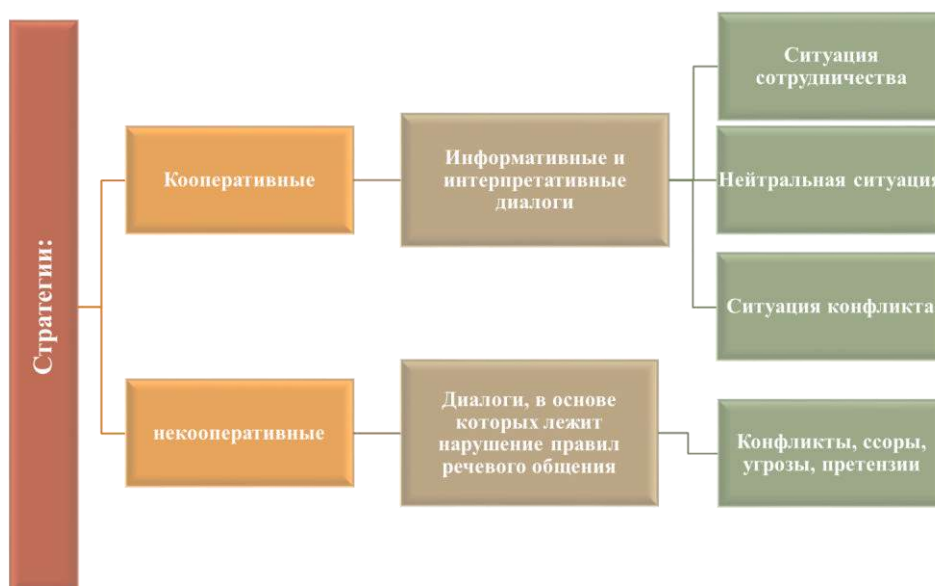 Стратегии:
Кооперативные
Информативные и
интерпретативные
диалоги
Ситуация
сотрудничества
Нейтральная ситуация
Ситуация конфликта
некооперативные
Диалоги, в основе
которых лежит
нарушение правил
речевого общения
Конфликты, ссоры,
угрозы, претензии